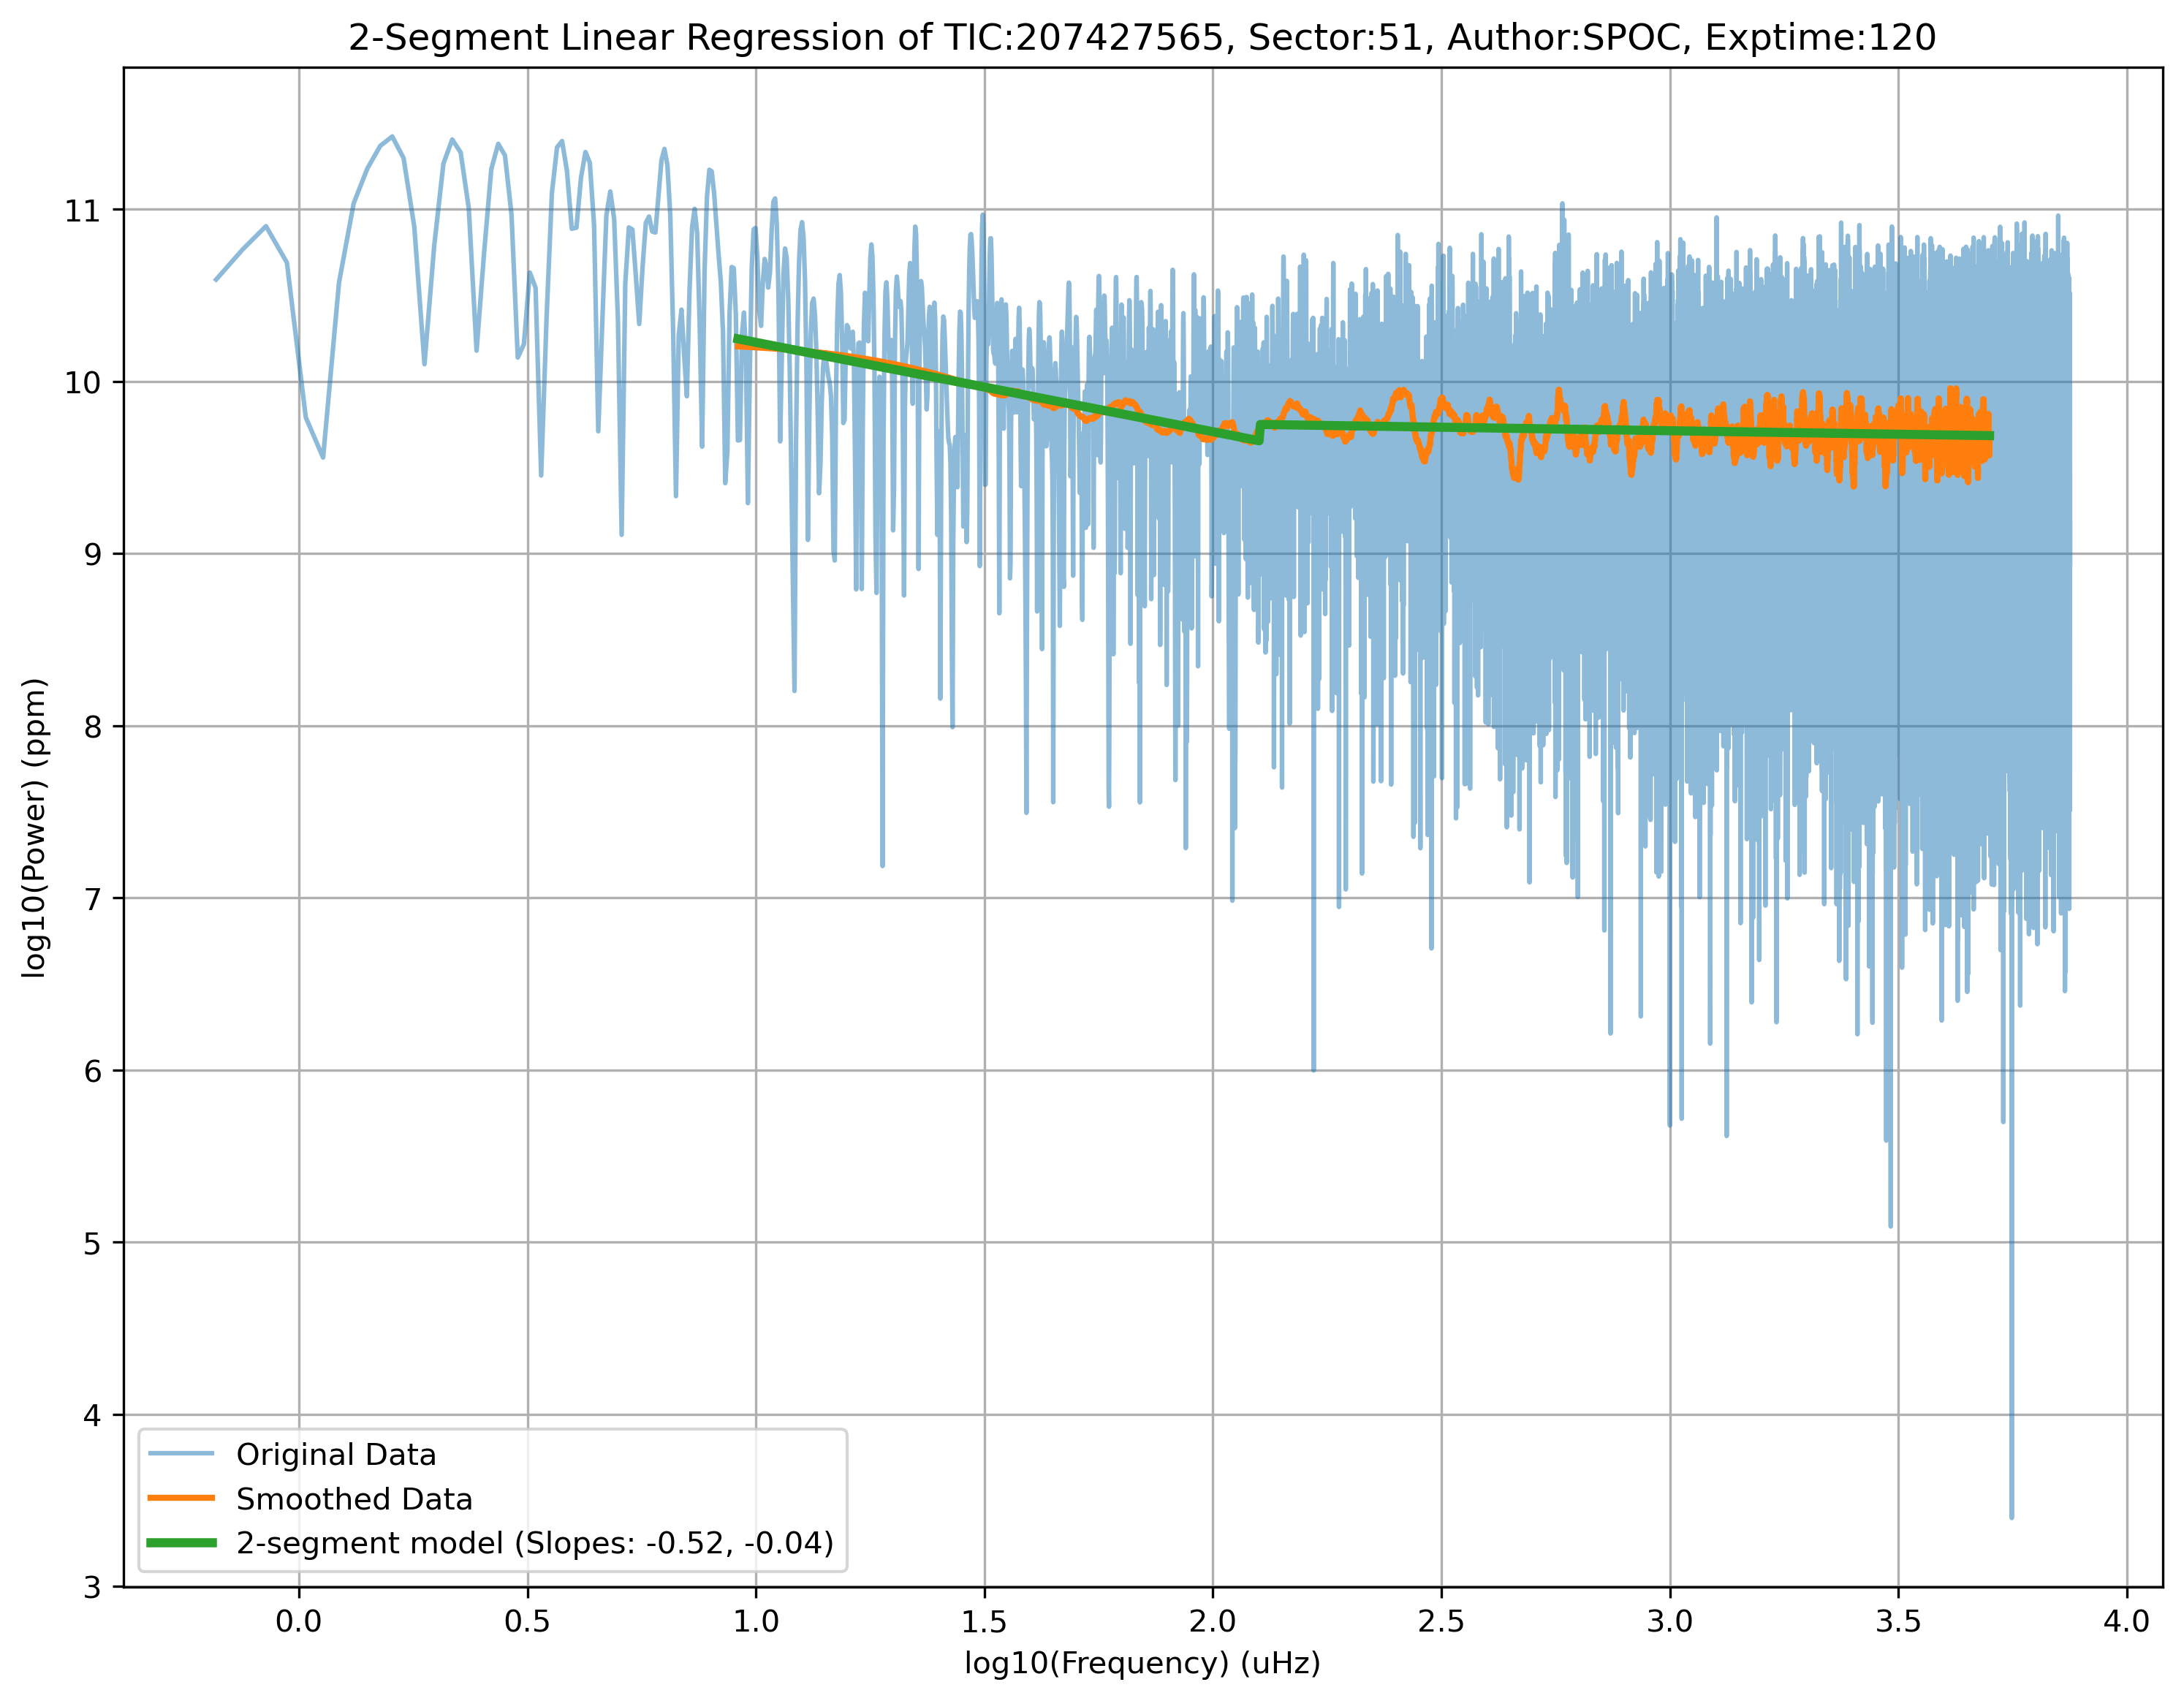 2-Segment Linear Regression of TIC:207427565, Sector:51, Author:SPOC, Exptime:120
log10(Power) (ppm)
11
10
9
8
7
6
5
4
3
Original Data
Smoothed Data
2-segment model (Slopes: -0.52, -0.04)
0.0 0.5 1.0 1.5 2.0 2.5 3.0 3.5 4.0
log10(Frequency) (uHz)